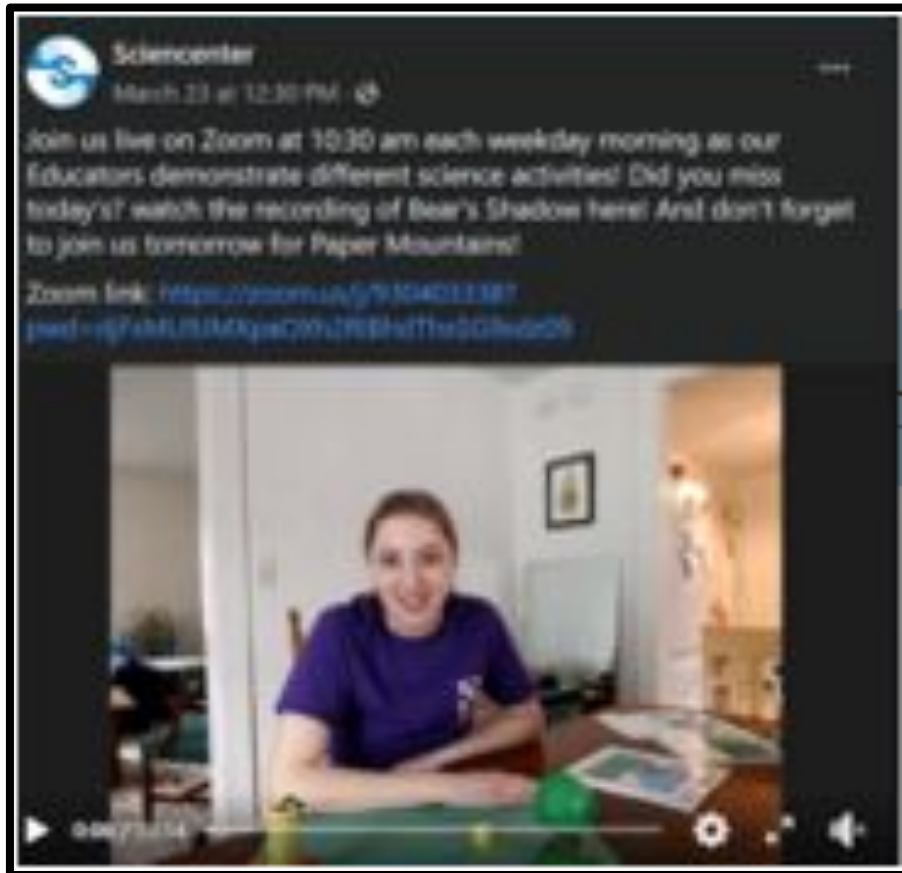 Sciencenter
March 23 at 12:30 PM
Join us live on Zoom at 10:30 am each weekday morning as our
Educators demonstrate different science activities! Did you miss
today's? watch the recording of Bear's Shadow here! And don't forget
to join us tomorrow for Paper Mountains!
Zoom link: